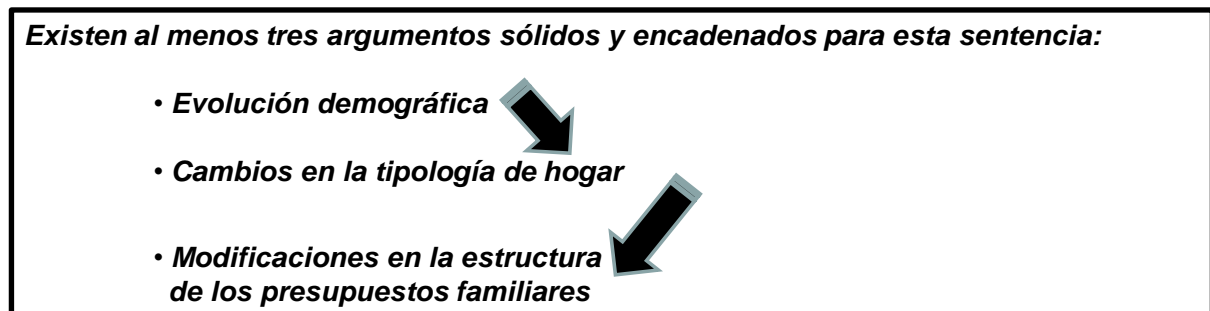 Existen al menos tres argumentos sólidos y encadenados para esta sentencia:
• Evolución demográfica
• Cambios en la tipología de hogar
• Modificaciones en la estructura
de los presupuestos familiares